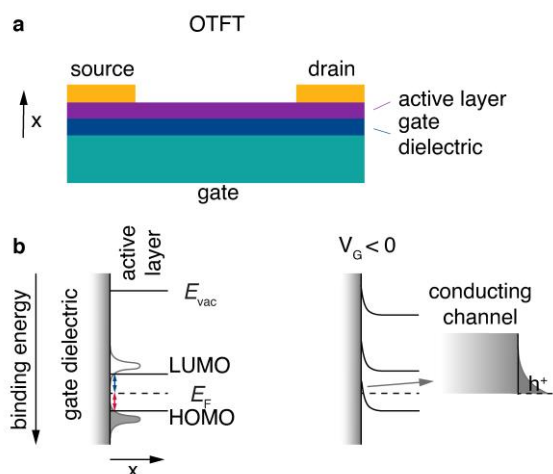 a
OTFT
source
drain
x
active layer
gate
dielectric
gate
b
binding energy
gate dielectric
active
layer
E_vac
LUMO
E_F
HOMO
x
V_G < 0
conducting
channel
h⁺